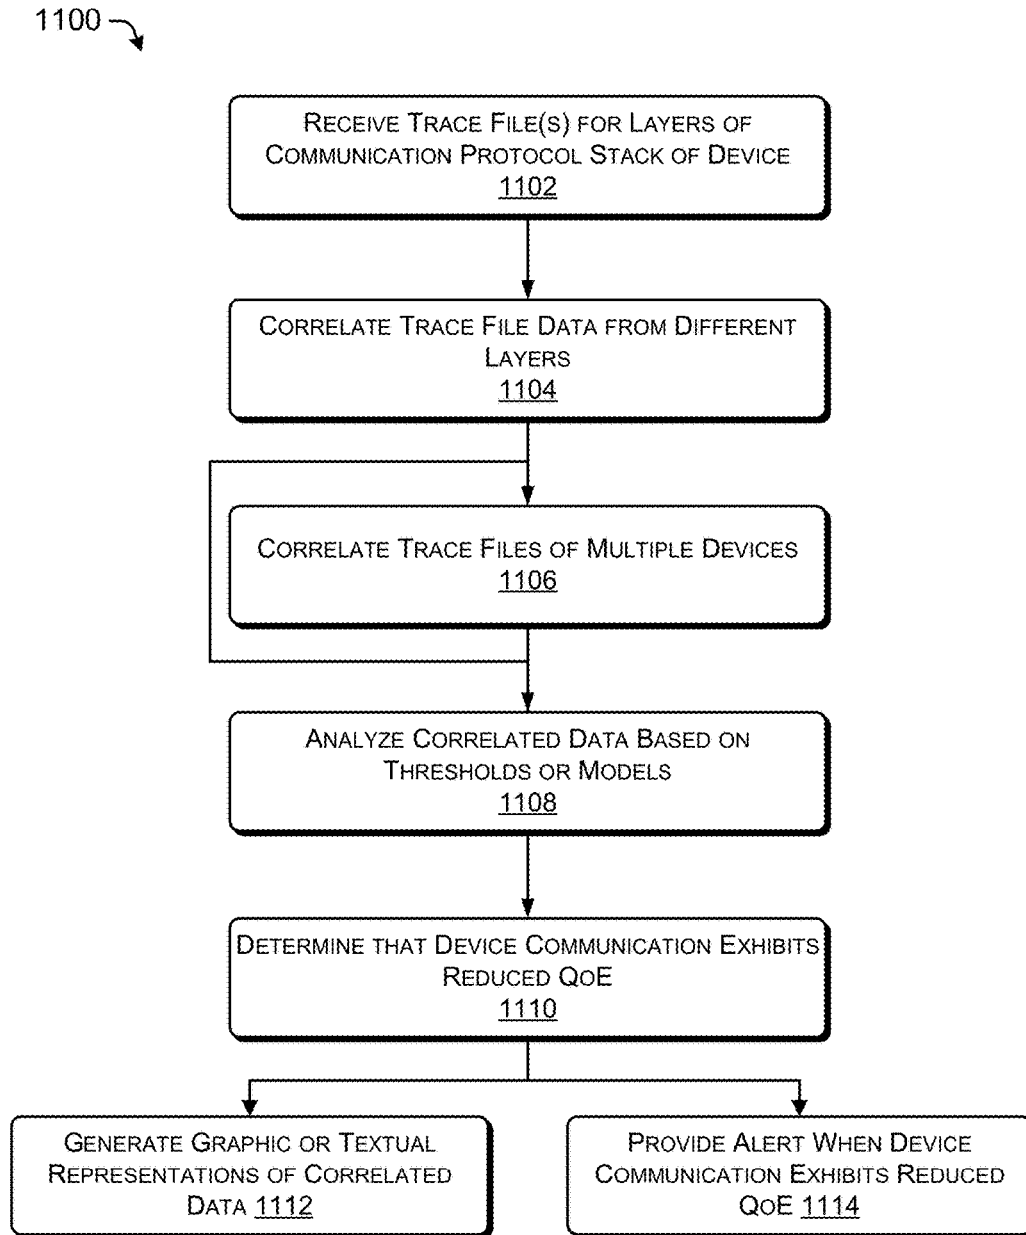 1100
RECEIVE TRACE FILE(S) FOR LAYERS OF
COMMUNICATION PROTOCOL STACK OF DEVICE
1102
CORRELATE TRACE FILE DATA FROM DIFFERENT
LAYERS
1104
CORRELATE TRACE FILES OF MULTIPLE DEVICES
1106
ANALYZE CORRELATED DATA BASED ON
THRESHOLDS OR MODELS
1108
DETERMINE THAT DEVICE COMMUNICATION EXHIBITS
REDUCED QOE
1110
GENERATE GRAPHIC OR TEXTUAL
REPRESENTATIONS OF CORRELATED
DATA 1112
PROVIDE ALERT WHEN DEVICE
COMMUNICATION EXHIBITS REDUCED
QOE 1114